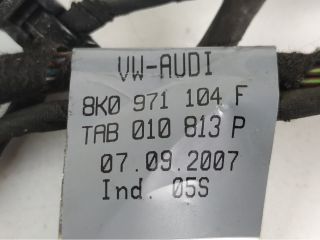 VW-AUDI
8K0 971 104 F
TAB 010 813 P
07.09.2007
Ind. 05S